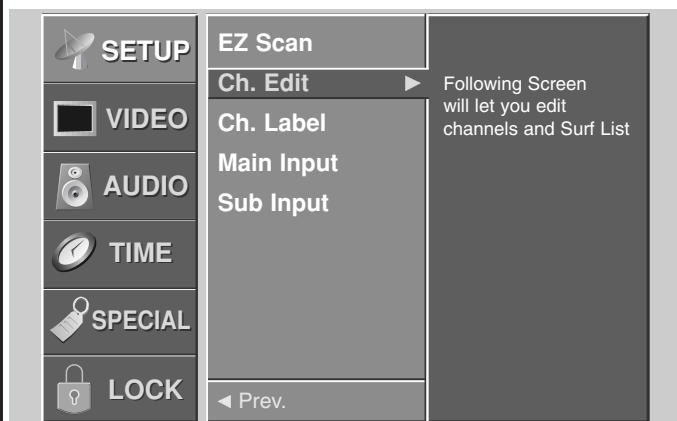 SETUP
VIDEO
AUDIO
TIME
SPECIAL
LOCK
EZ Scan
Ch. Edit ►
Ch. Label
Main Input
Sub Input
◄ Prev.
Following Screen
will let you edit
channels and Surf List